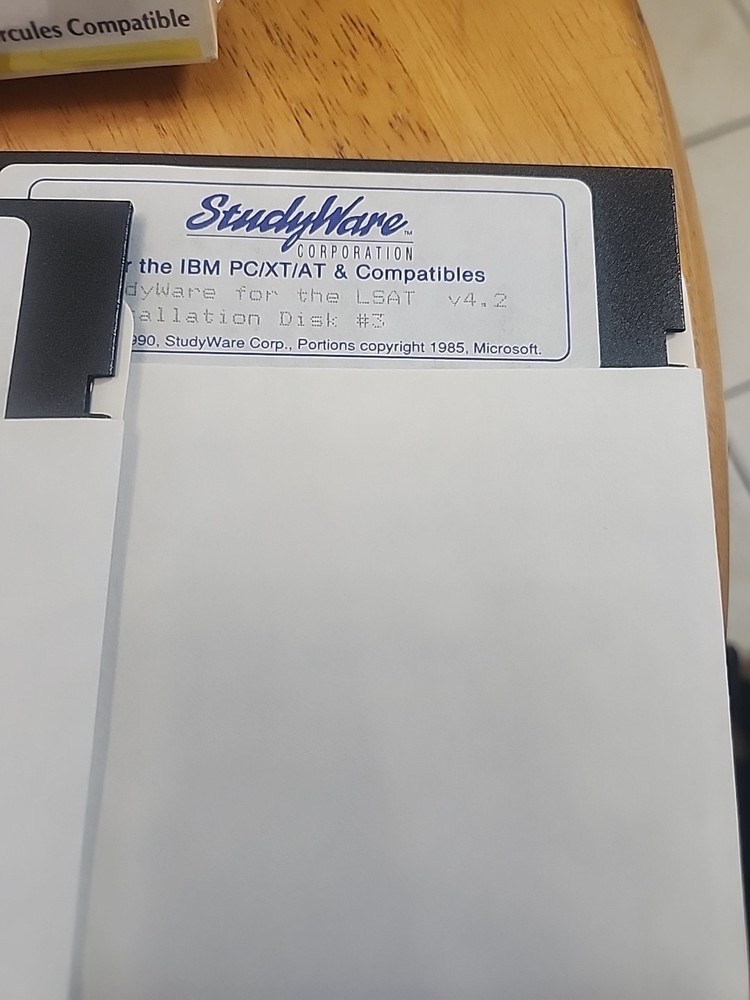 rcules Compatible
StudyWare™
CORPORATION
r the IBM PC/XT/AT & Compatibles
dyWare for the LSAT v4.2
allation Disk #3
990, StudyWare Corp., Portions copyright 1985, Microsoft.